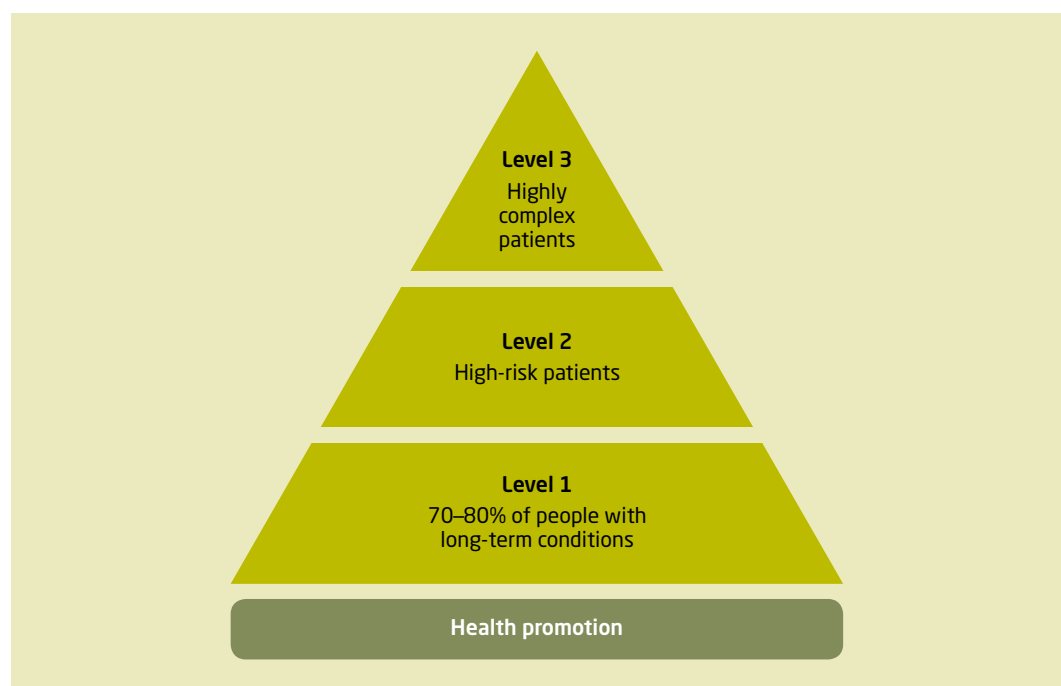 Level 3
Highly
complex
patients
Level 2
High-risk patients
Level 1
70–80% of people with
long-term conditions
Health promotion